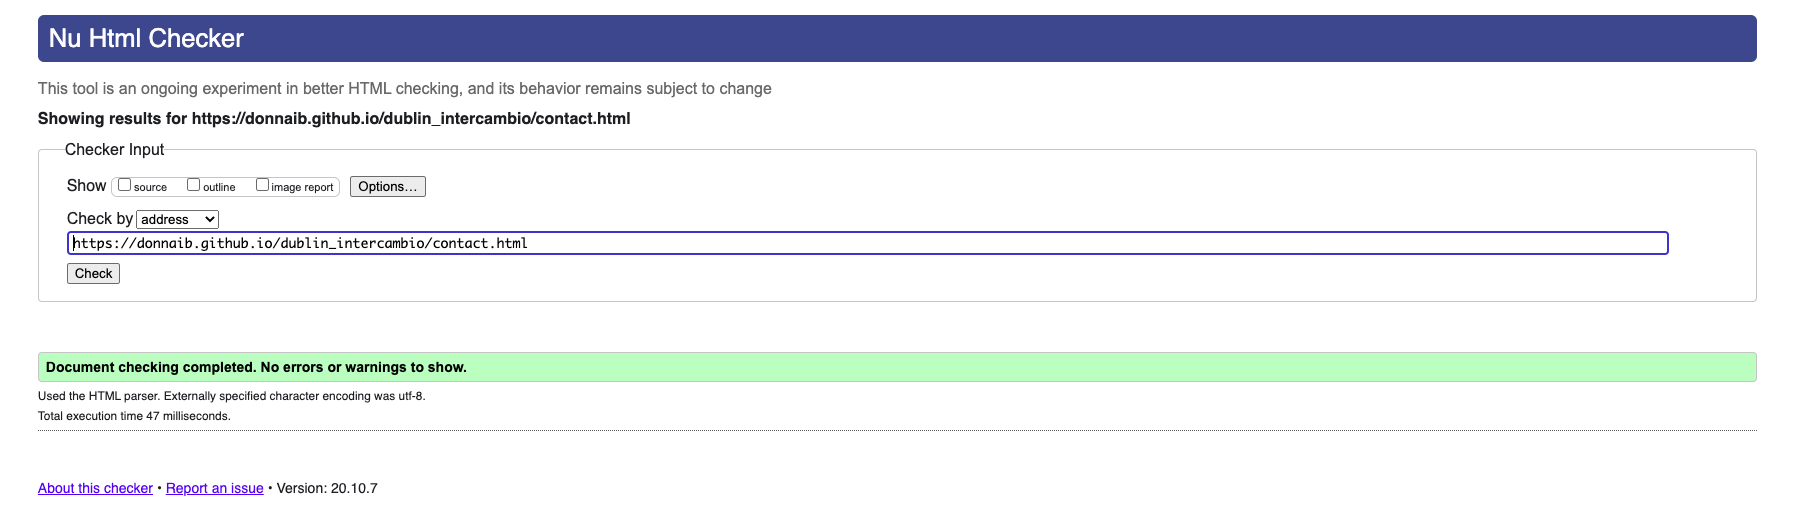 Nu Html Checker
This tool is an ongoing experiment in better HTML checking, and its behavior remains subject to change
Showing results for https://donnaib.github.io/dublin_intercambio/contact.html
Checker Input
Show source outline image report Options...
Check by address
https://donnaib.github.io/dublin_intercambio/contact.html
Check
Document checking completed. No errors or warnings to show.
Used the HTML parser. Externally specified character encoding was utf-8.
Total execution time 47 milliseconds.
About this checker • Report an issue • Version: 20.10.7